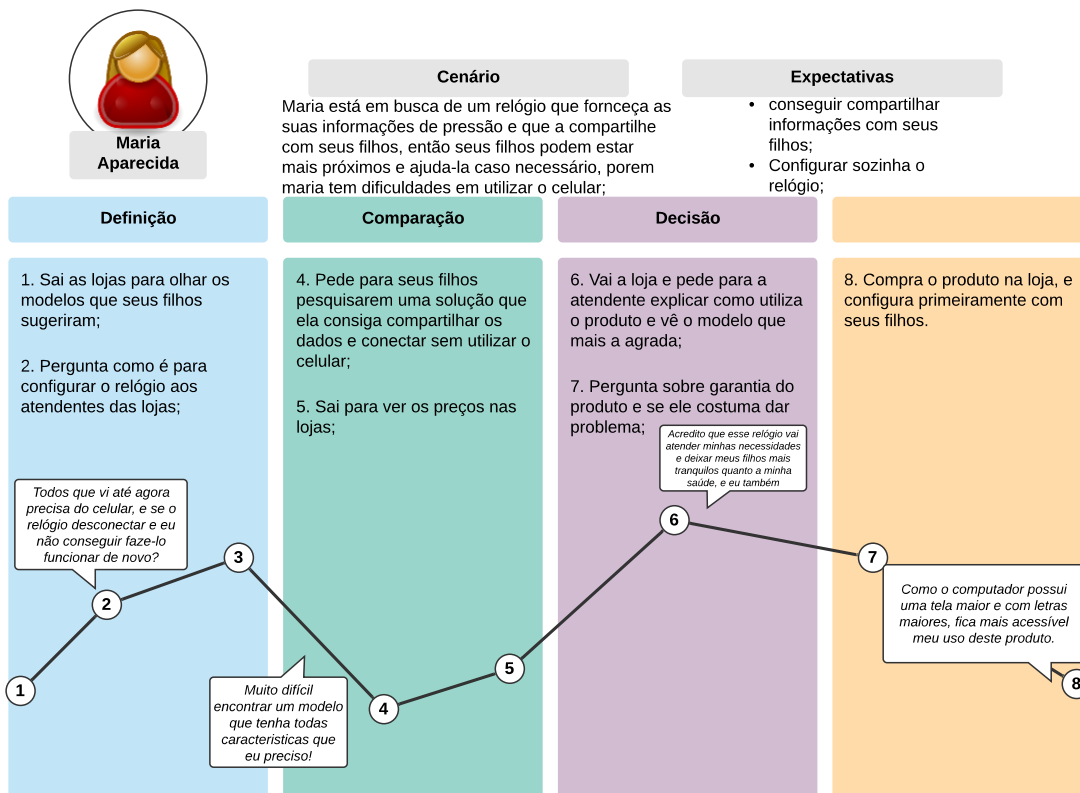 Maria
Aparecida
Cenário
Maria está em busca de um relógio que fornceça as
suas informações de pressão e que a compartilhe
com seus filhos, então seus filhos podem estar
mais próximos e ajuda-la caso necessário, porem
maria tem dificuldades em utilizar o celular;
Expectativas
• conseguir compartilhar
informações com seus
filhos;
• Configurar sozinha o
relógio;
Definição
Comparação
Decisão
1. Sai as lojas para olhar os
modelos que seus filhos
sugeriram;
2. Pergunta como é para
configurar o relógio aos
atendentes das lojas;
4. Pede para seus filhos
pesquisarem uma solução que
ela consiga compartilhar os
dados e conectar sem utilizar o
celular;
5. Sai para ver os preços nas
lojas;
6. Vai a loja e pede para a
atendente explicar como utiliza
o produto e vê o modelo que
mais a agrada;
7. Pergunta sobre garantia do
produto e se ele costuma dar
problema;
8. Compra o produto na loja, e
configura primeiramente com
seus filhos.
Todos que vi até agora
precisa do celular, e se o
relógio desconectar e eu
não conseguir faze-lo
funcionar de novo?
Muito difícil
encontrar um modelo
que tenha todas
caracteristicas que
eu preciso!
Acredito que esse relógio vai
atender minhas necessidades
e deixar meus filhos mais
tranquilos quanto a minha
saúde, e eu também
Como o computador possui
uma tela maior e com letras
maiores, fica mais acessível
meu uso deste produto.
1
2
3
4
5
6
7
8